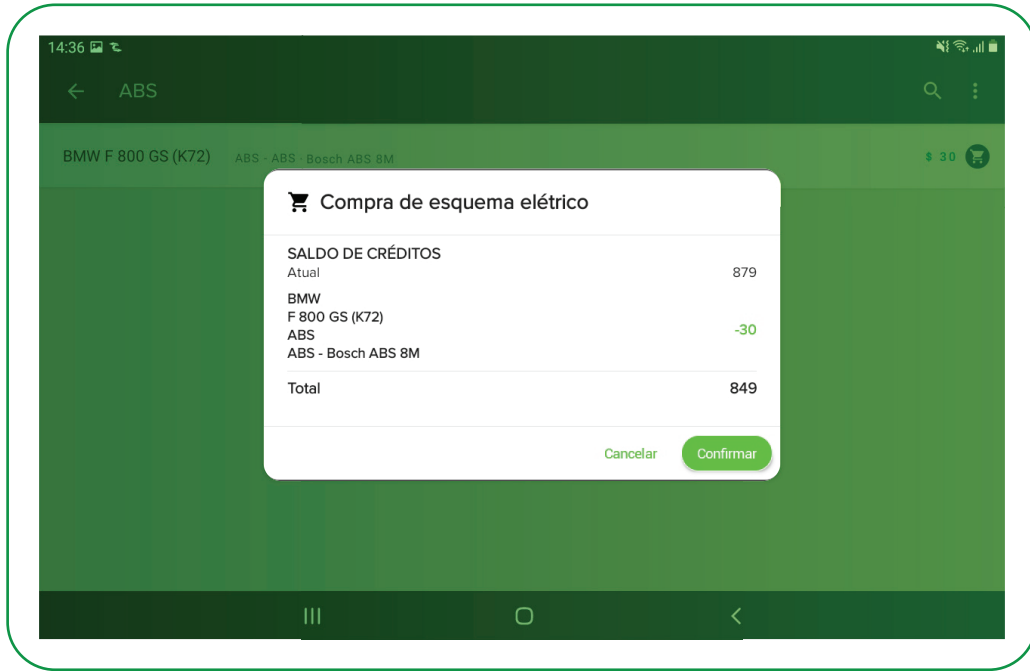 14:36
ABS
BMW F 800 GS (K72) ABS - ABS - Bosch ABS 8M $ 30
Compra de esquema elétrico
SALDO DE CRÉDITOS
Atual 879
BMW
F 800 GS (K72)
ABS -30
ABS - Bosch ABS 8M
Total 849
Cancelar Confirmar